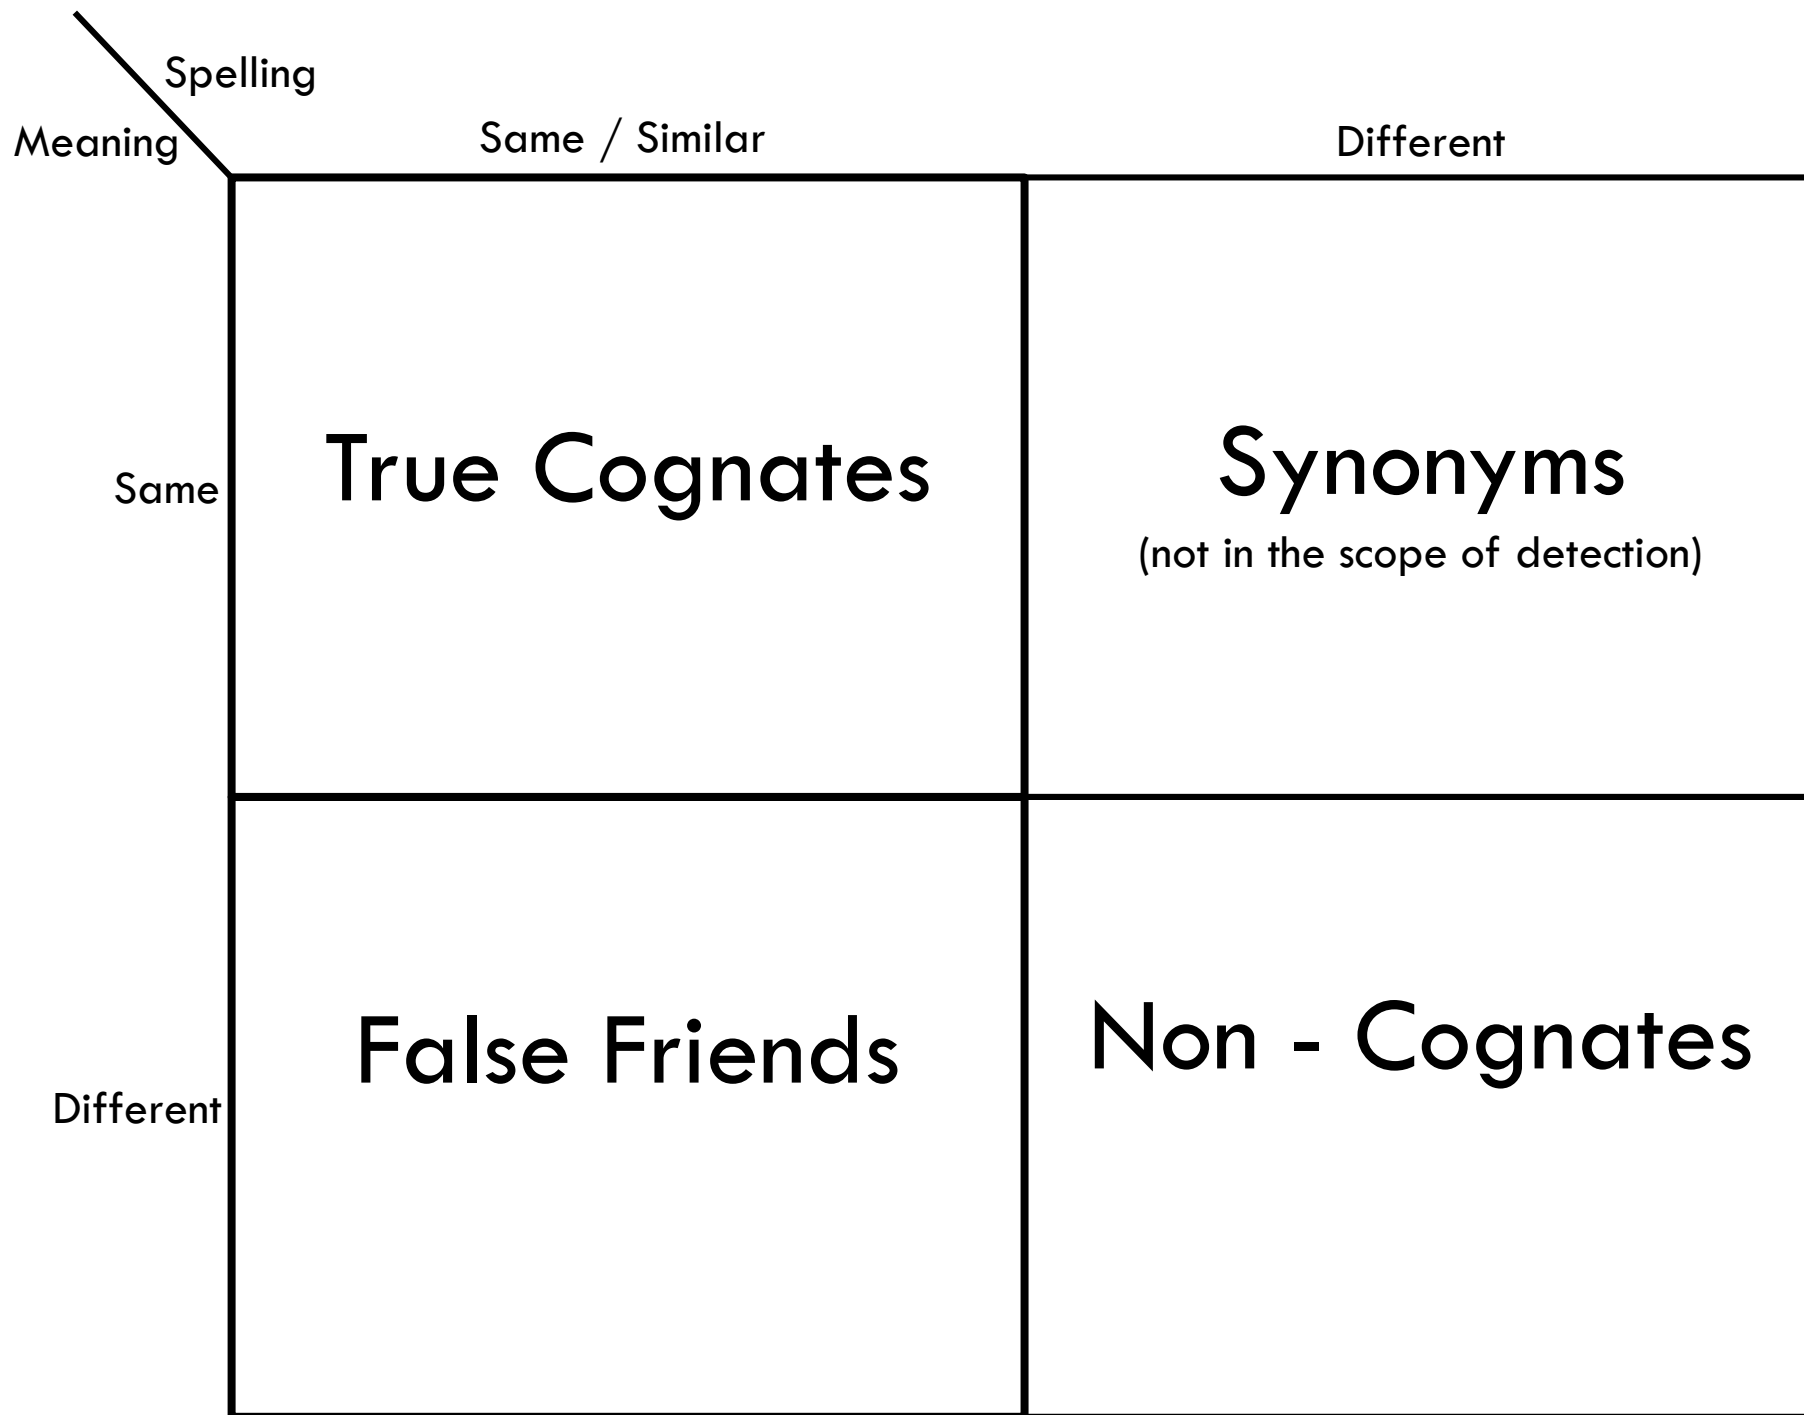 Spelling
Meaning
Same / Similar
Different
Same
True Cognates
Synonyms
(not in the scope of detection)
Different
False Friends
Non - Cognates